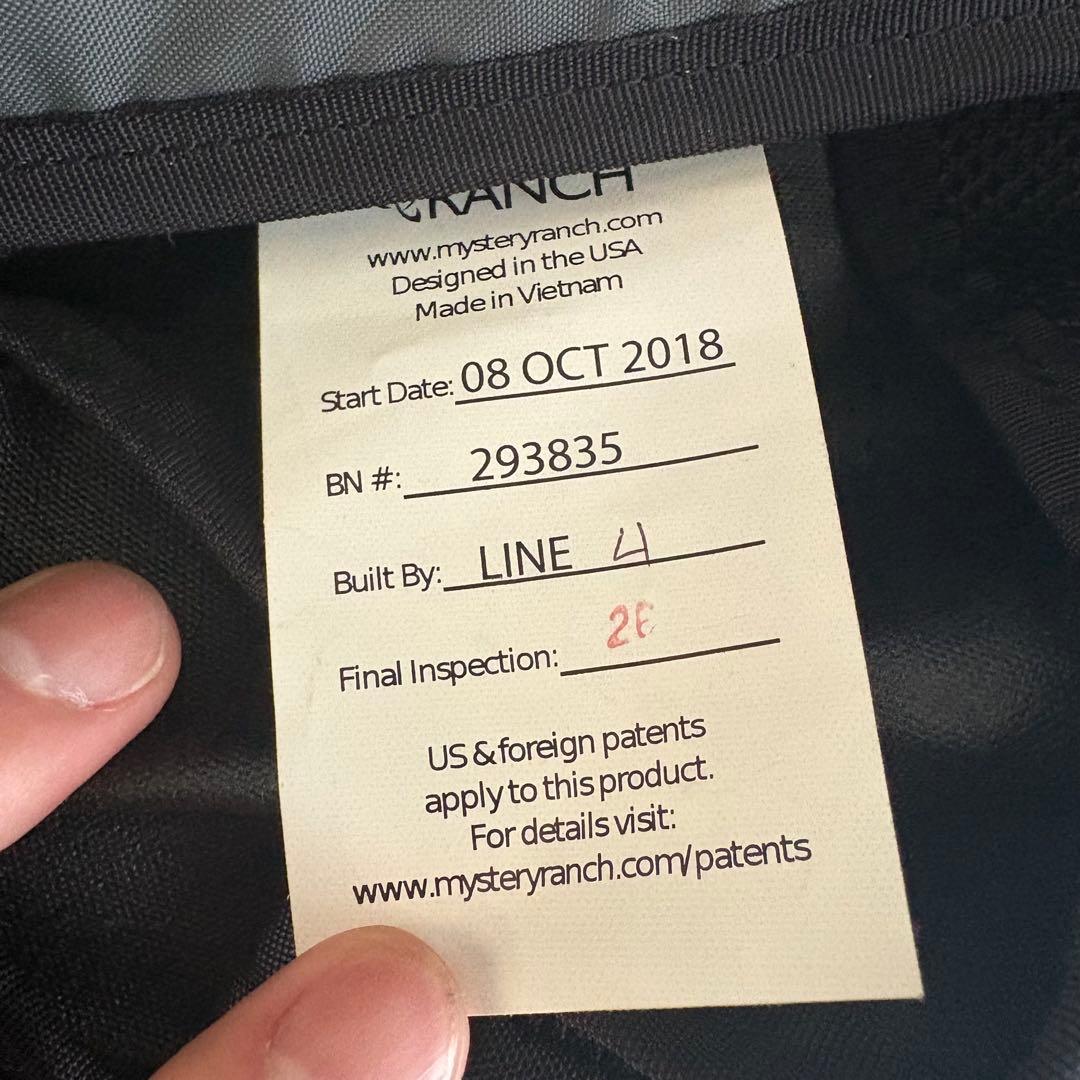 RANCH
www.mysteryranch.com
Designed in the USA
Made in Vietnam
Start Date: 08 OCT 2018
BN #: 293835
Built By: LINE 4
Final Inspection:
US & foreign patents
apply to this product.
For details visit:
www.mysteryranch.com/patents